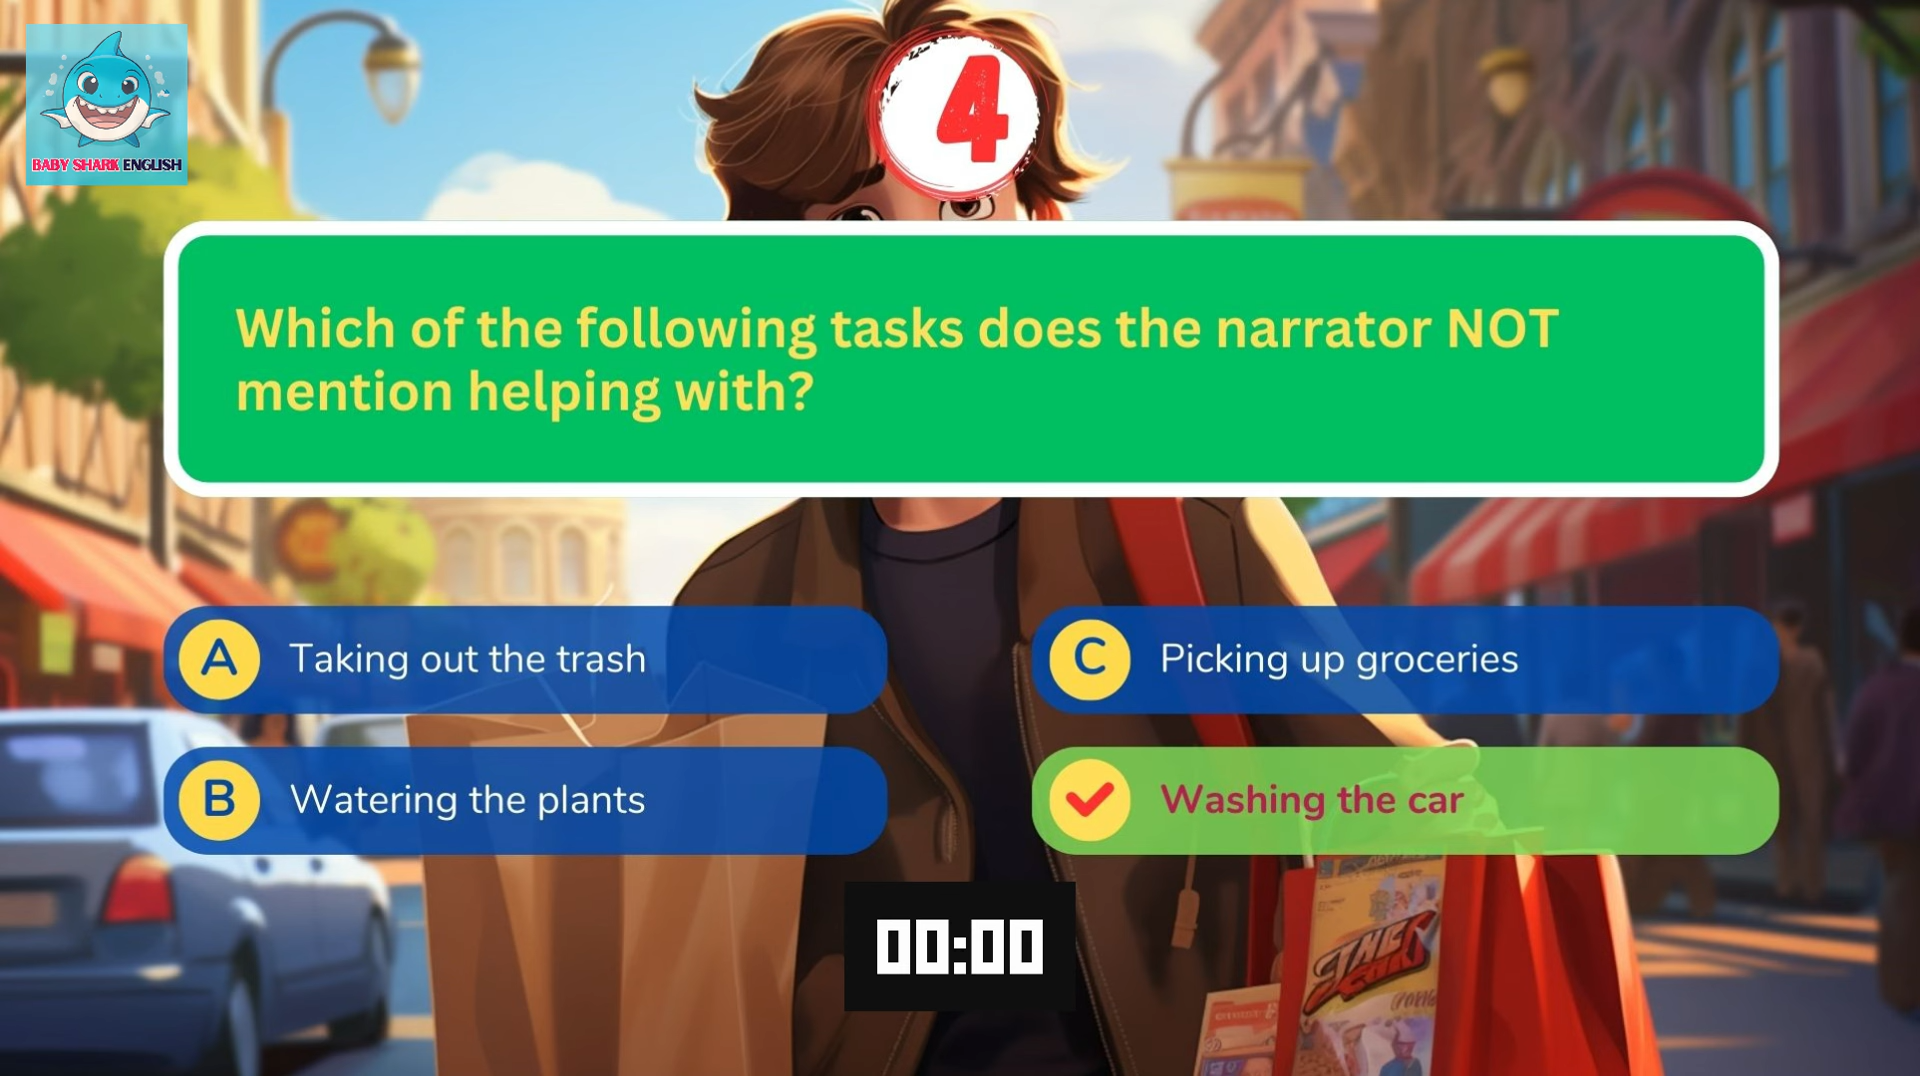 BABY SHARK ENGLISH
4
Which of the following tasks does the narrator NOT
mention helping with?
A Taking out the trash
B Watering the plants
C Picking up groceries
Washing the car
00:00